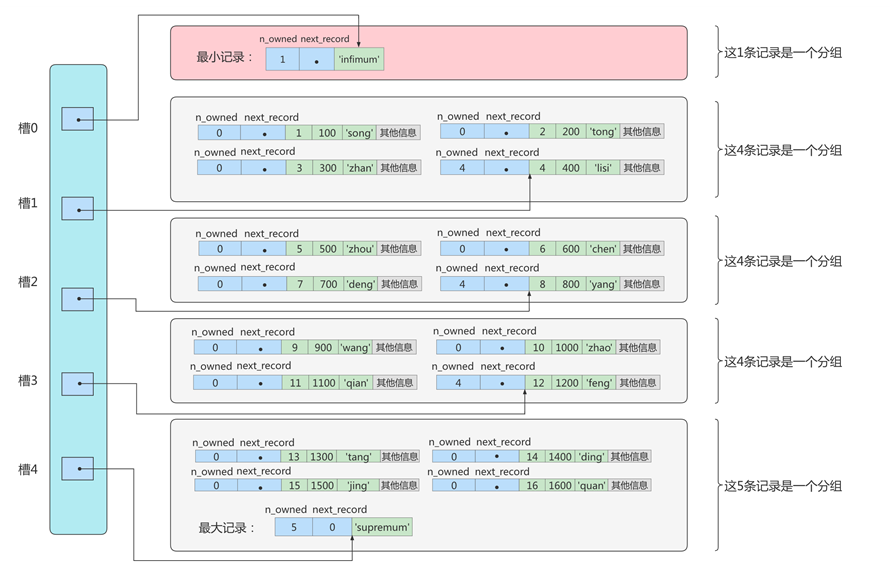 n_owned next_record
最小记录： 1 'infimum'
这1条记录是一个分组
槽0
n_owned next_record n_owned next_record
0 1 100 'song' 其他信息 0 2 200 'tong' 其他信息
n_owned next_record n_owned next_record
0 3 300 'zhan' 其他信息 4 4 400 'lisi' 其他信息
这4条记录是一个分组
槽1
n_owned next_record n_owned next_record
0 5 500 'zhou' 其他信息 0 6 600 'chen' 其他信息
n_owned next_record n_owned next_record
0 7 700 'deng' 其他信息 4 8 800 'yang' 其他信息
这4条记录是一个分组
槽2
n_owned next_record n_owned next_record
0 9 900 'wang' 其他信息 0 10 1000 'zhao' 其他信息
n_owned next_record n_owned next_record
0 11 1100 'qian' 其他信息 4 12 1200 'feng' 其他信息
这4条记录是一个分组
槽3
n_owned next_record n_owned next_record
0 13 1300 'tang' 其他信息 0 14 1400 'ding' 其他信息
n_owned next_record n_owned next_record
0 15 1500 'jing' 其他信息 0 16 1600 'quan' 其他信息
槽4
n_owned next_record
最大记录： 5 0 'supremum'
这5条记录是一个分组